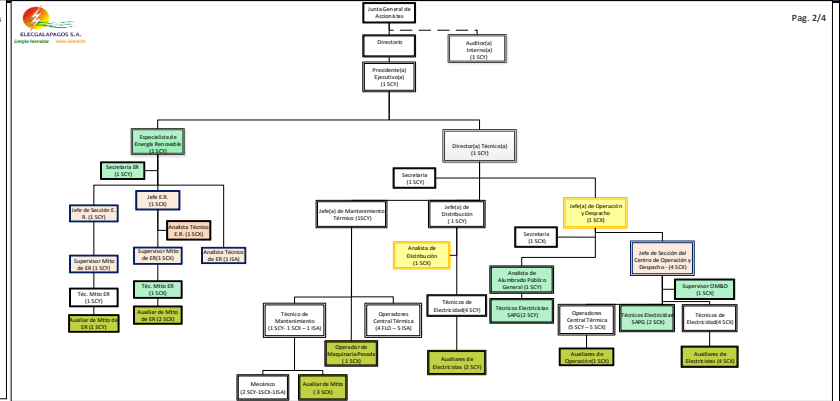 Junta General de
Accionistas
Pag. 2/4
ELECGALAPAGOS S.A.
Directorio
Auditor(a)
Interno(a)
(1 SCY)
Presidente(a)
Ejecutivo(a)
(1 SCY)
Especialista de
Energía Renovable
(1 SCY)
Director(a) Técnico(a)
(1 SCY)
Secretaria ER
(1 SCY)
Secretaria
(1 SCY)
Jefe de Sección E.
R. (1 SCY)
Jefe E.R.
(1 SCX)
Analista Técnico
E.R. (1 SCX)
Jefe(a) de Mantenimiento
Térmico (1SCY)
Jefe(a) de
Distribución
( 1 SCY)
Jefe(a) de Operación
y Despacho
(1 SCX)
Secretaria
(1 SCX)
Supervisor Mtto
de ER (1 SCY)
Supervisor Mtto
de ER(1 SCX)
Analista Técnico
de ER (1 ISA)
Analista de
Distribución
(1 SCX)
Jefe de Sección del
Centro de Operación y
Despacho - (4 SCX)
Téc. Mtto ER
(1 SCY)
Téc. Mtto ER
(1 SCX)
Analista de
Alumbrado Público
General (1 SCY)
Supervisor OM&D
(1 SCX)
Auxiliar de Mtto de
ER (1 SCY)
Auxiliar de Mtto
de ER (2 SCX)
Técnico de
Mantenimiento
(1 SCY- 1 SCX – 1 ISA)
Operadores
Central Térmica
(4 FLO – 5 ISA)
Técnicos de
Electricidad(4 SCY)
Técnicos Electricistas
SAPG(2 SCY)
Operadores
Central Térmica
(5 SCY – 5 SCX)
Técnicos Electricidad
SAPG (2 SCX)
Técnicos de
Electricidad(4 SCX)
Operador de
Maquinaria Pesada
( 1 SCX)
Auxiliares de
Electricistas (2 SCY)
Auxiliares de
Operación(1 SCX)
Auxiliares de
Electricistas (4 SCX)
Mecánico
(2 SCY-1SCX-1ISA)
Auxiliar de Mtto
( 3 SCX)